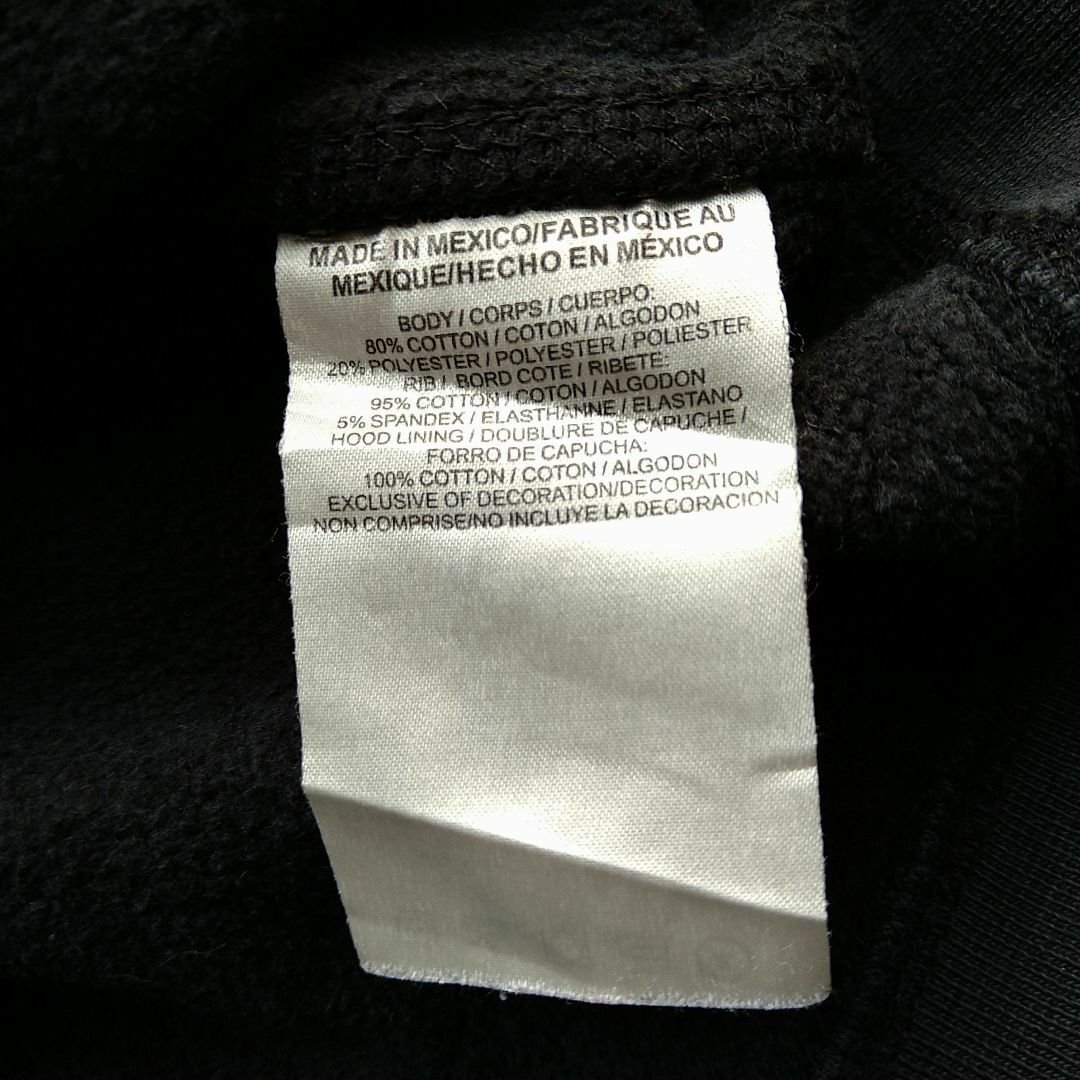 MADE IN MEXICO/FABRIQUE AU
MEXIQUE/HECHO EN MÉXICO
BODY / CORPS / CUERPO:
80% COTTON / COTON / ALGODON
20% POLYESTER / POLYESTER / POLIESTER
RIB / BORD COTE / RIBETE:
95% COTTON / COTON / ALGODON
5% SPANDEX / ELASTHANNE / ELASTANO
HOOD LINING / DOUBLURE DE CAPUCHE /
FORRO DE CAPUCHA:
100% COTTON / COTON / ALGODON
EXCLUSIVE OF DECORATION/DECORATION
NON COMPRISE/NO INCLUYE LA DECORACION